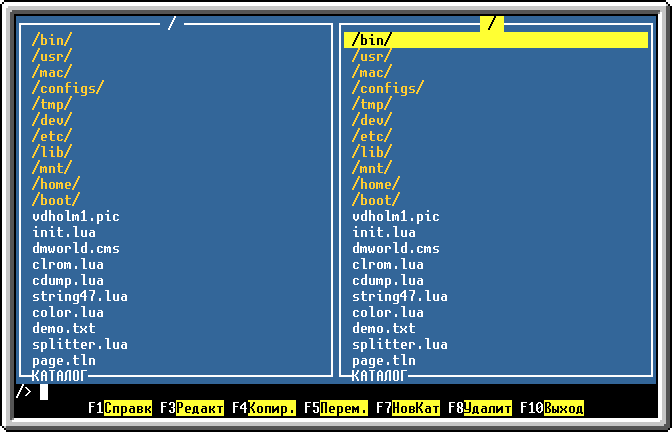 /
/bin/
/usr/
/mac/
/configs/
/tmp/
/dev/
/etc/
/lib/
/mnt/
/home/
/boot/
vdholm1.pic
init.lua
dmworld.cms
clrom.lua
cdump.lua
string47.lua
color.lua
demo.txt
splitter.lua
page.tln
КАТАЛОГ
/
/bin/
/usr/
/mac/
/configs/
/tmp/
/dev/
/etc/
/lib/
/mnt/
/home/
/boot/
vdholm1.pic
init.lua
dmworld.cms
clrom.lua
cdump.lua
string47.lua
color.lua
demo.txt
splitter.lua
page.tln
КАТАЛОГ
/>
F1Справк F3Редакт F4Копир. F5Перем. F7НовКат F8Удалит F10Выход